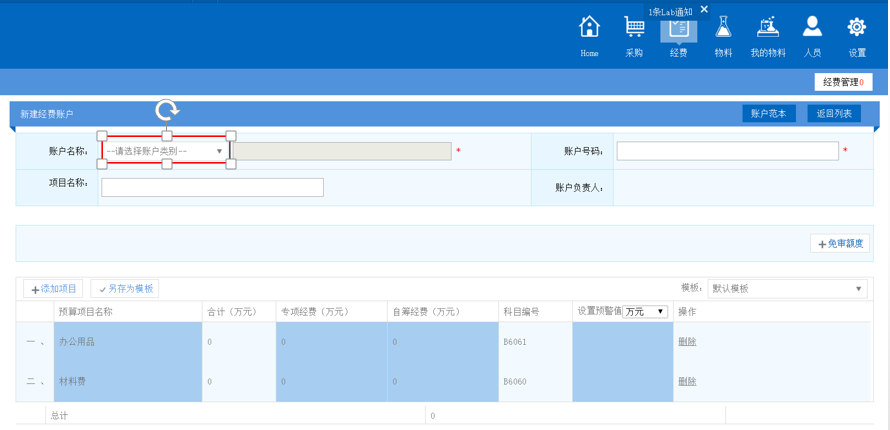 1条Lab通知
Home 采购 经费 物料 我的物料 人员 设置
经费管理0
新建经费账户 账户范本 返回列表
账户名称: --请选择账户类别-- * 账户号码: *
项目名称: 账户负责人:
+免审额度
+添加项目 另存为模板 模板: 默认模板
预算项目名称 合计（万元） 专项经费（万元） 自筹经费（万元） 科目编号 设置预警值 万元 操作
一 、 办公用品 0 0 0 B6061 删除
二 、 材料费 0 0 0 B6060 删除
总计 0